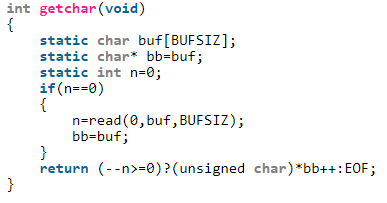 int getchar(void)
{
    static char buf[BUFSIZ];
    static char* bb=buf;
    static int n=0;
    if(n==0)
    {
        n=read(0,buf,BUFSIZ);
        bb=buf;
    }
    return (--n>=0)?(unsigned char)*bb++:EOF;
}